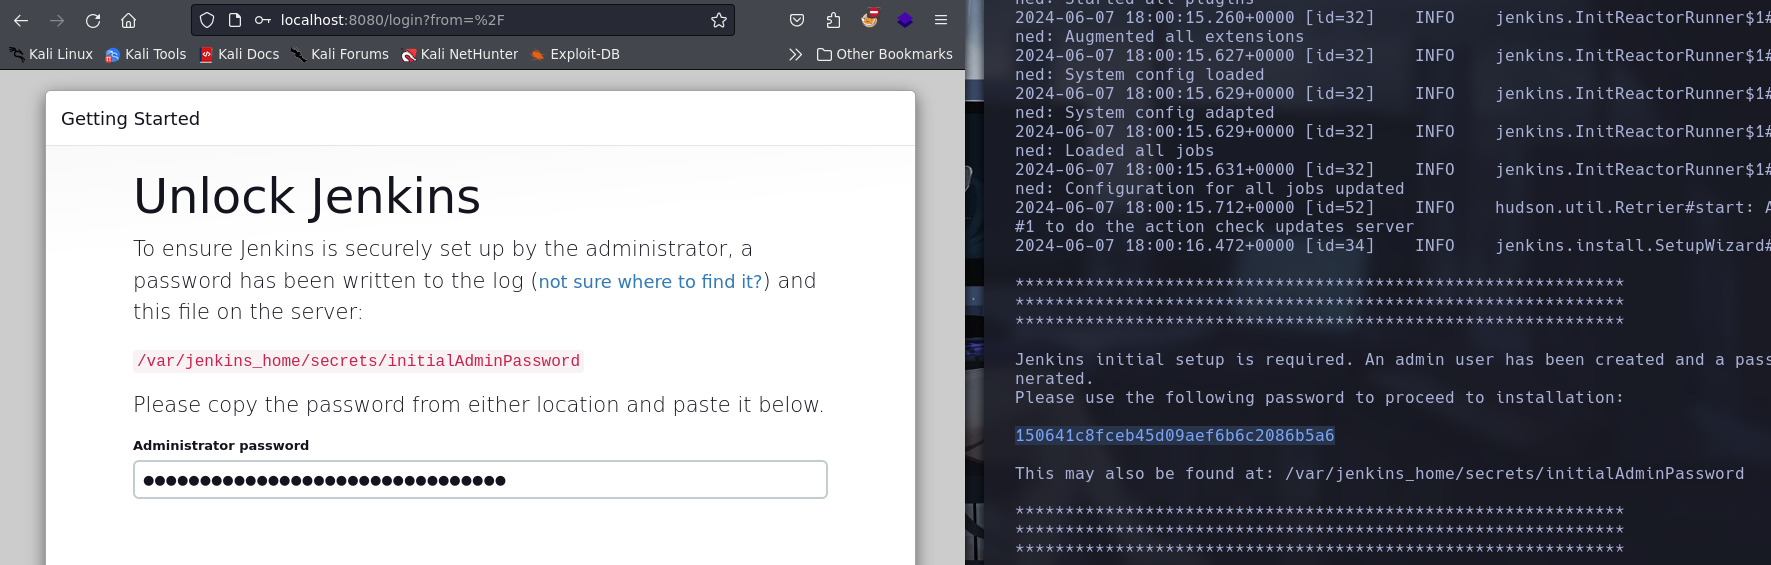 localhost:8080/login?from=%2F
Kali Linux Kali Tools Kali Docs Kali Forums Kali NetHunter Exploit-DB Other Bookmarks
Getting Started
Unlock Jenkins
To ensure Jenkins is securely set up by the administrator, a
password has been written to the log (not sure where to find it?) and
this file on the server:
/var/jenkins_home/secrets/initialAdminPassword
Please copy the password from either location and paste it below.
Administrator password
ned: Started all plugins
2024-06-07 18:00:15.260+0000 [id=32] INFO jenkins.InitReactorRunner$1#
ned: Augmented all extensions
2024-06-07 18:00:15.627+0000 [id=32] INFO jenkins.InitReactorRunner$1#
ned: System config loaded
2024-06-07 18:00:15.629+0000 [id=32] INFO jenkins.InitReactorRunner$1#
ned: System config adapted
2024-06-07 18:00:15.629+0000 [id=32] INFO jenkins.InitReactorRunner$1#
ned: Loaded all jobs
2024-06-07 18:00:15.631+0000 [id=32] INFO jenkins.InitReactorRunner$1#
ned: Configuration for all jobs updated
2024-06-07 18:00:15.712+0000 [id=52] INFO hudson.util.Retrier#start: A
#1 to do the action check updates server
2024-06-07 18:00:16.472+0000 [id=34] INFO jenkins.install.SetupWizard#
*************************************************************
*************************************************************
*************************************************************
Jenkins initial setup is required. An admin user has been created and a pass
nerated.
Please use the following password to proceed to installation:
150641c8fceb45d09aef6b6c2086b5a6
This may also be found at: /var/jenkins_home/secrets/initialAdminPassword
*************************************************************
*************************************************************
*************************************************************